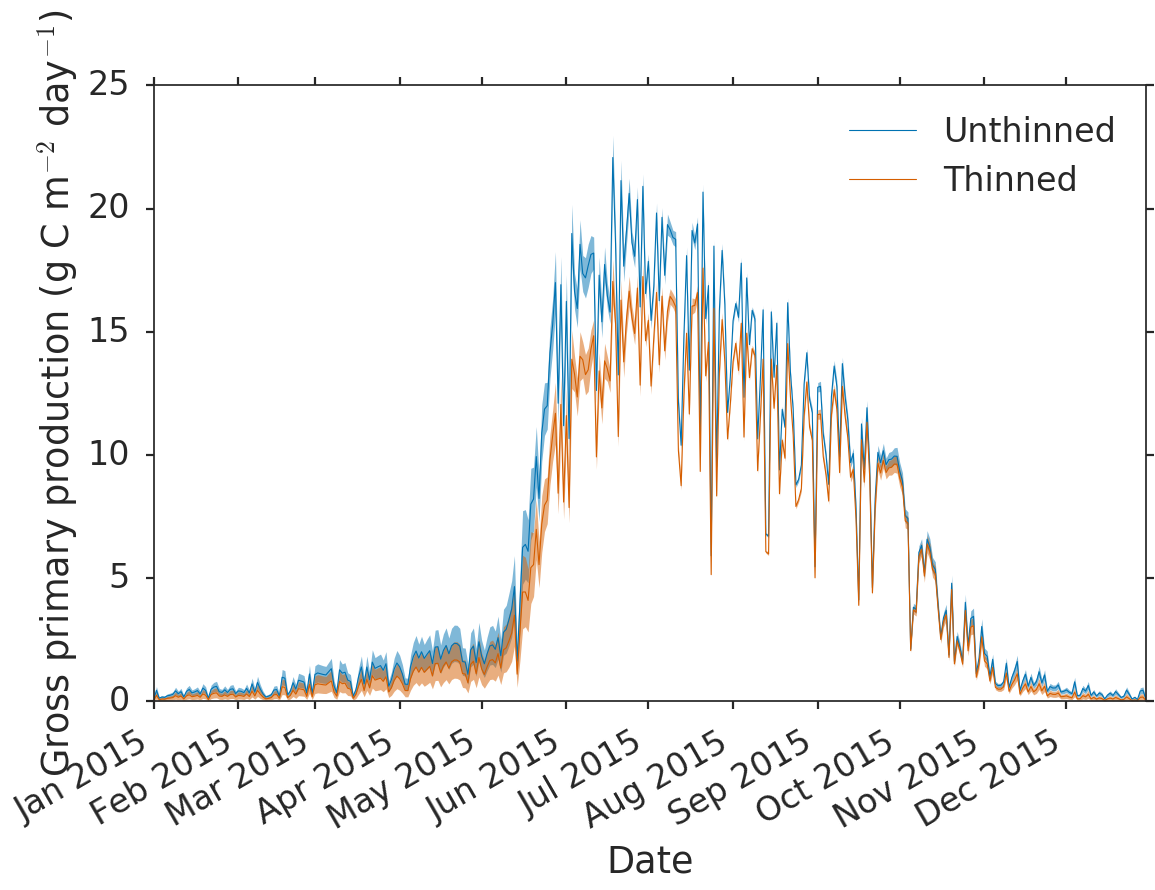 Gross primary production (g C m⁻² day⁻¹)
25
20
15
10
5
0
Unthinned
Thinned
Jan 2015
Feb 2015
Mar 2015
Apr 2015
May 2015
Jun 2015
Jul 2015
Aug 2015
Sep 2015
Oct 2015
Nov 2015
Dec 2015
Date